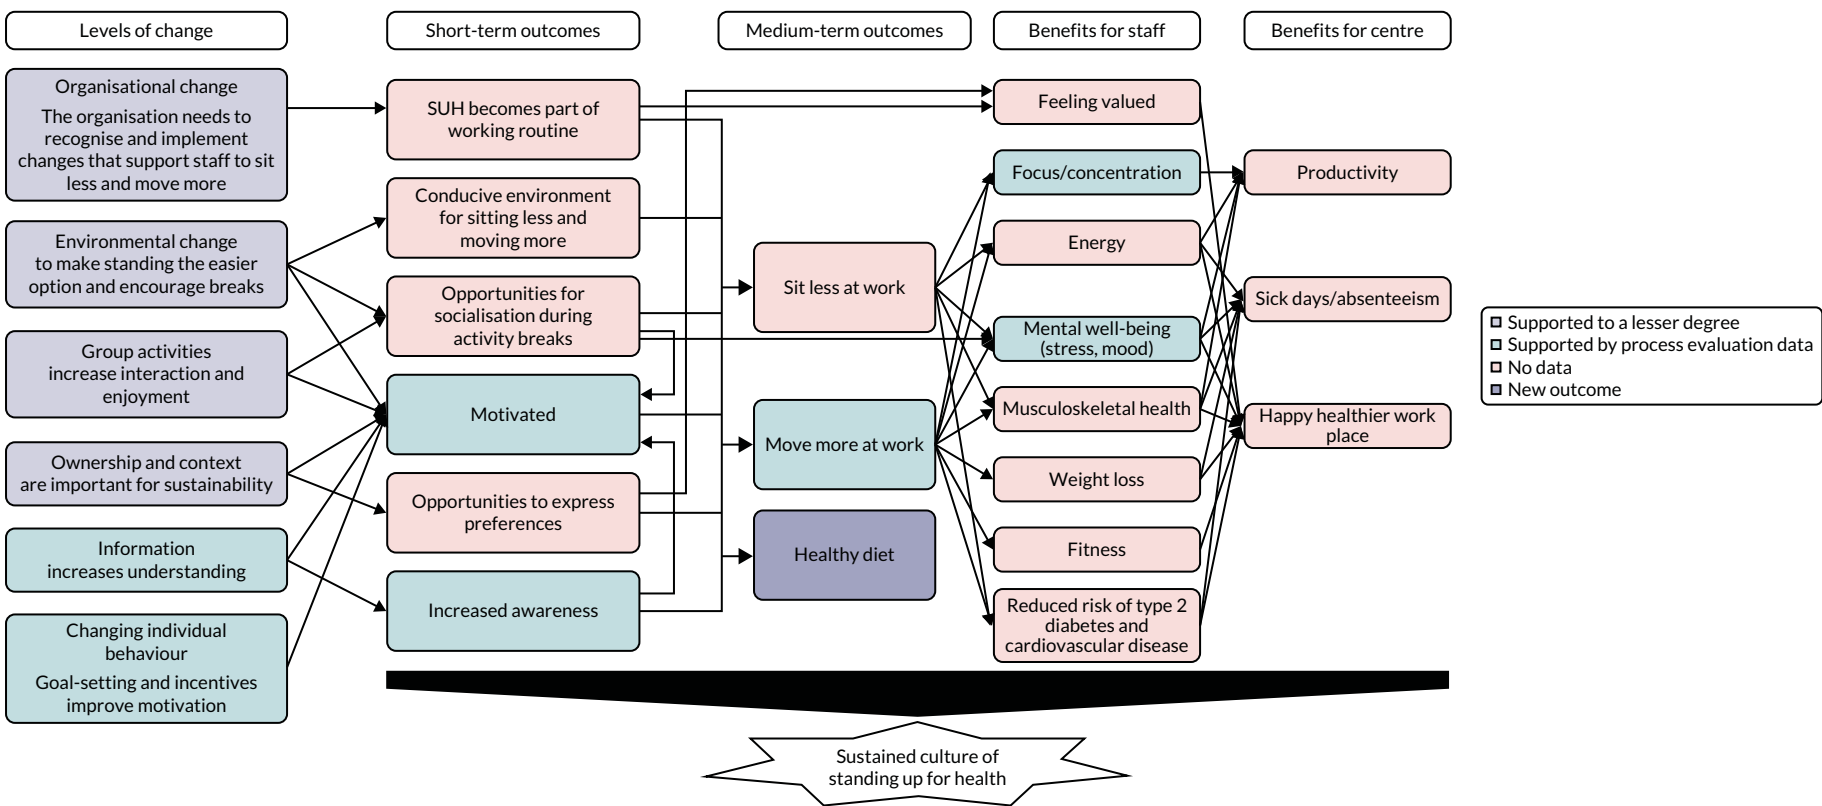 Levels of change
Short-term outcomes
Medium-term outcomes
Benefits for staff
Benefits for centre
Organisational change
The organisation needs to
recognise and implement
changes that support staff to sit
less and move more
Environmental change
to make standing the easier
option and encourage breaks
Group activities
increase interaction and
enjoyment
Ownership and context
are important for sustainability
Information
increases understanding
Changing individual
behaviour
Goal-setting and incentives
improve motivation
SUH becomes part of
working routine
Conducive environment
for sitting less and
moving more
Opportunities for
socialisation during
activity breaks
Motivated
Opportunities to express
preferences
Increased awareness
Sit less at work
Move more at work
Healthy diet
Feeling valued
Focus/concentration
Energy
Mental well-being
(stress, mood)
Musculoskeletal health
Weight loss
Fitness
Reduced risk of type 2
diabetes and
cardiovascular disease
Productivity
Sick days/absenteeism
Happy healthier work
place
Supported to a lesser degree
Supported by process evaluation data
No data
New outcome
Sustained culture of
standing up for health